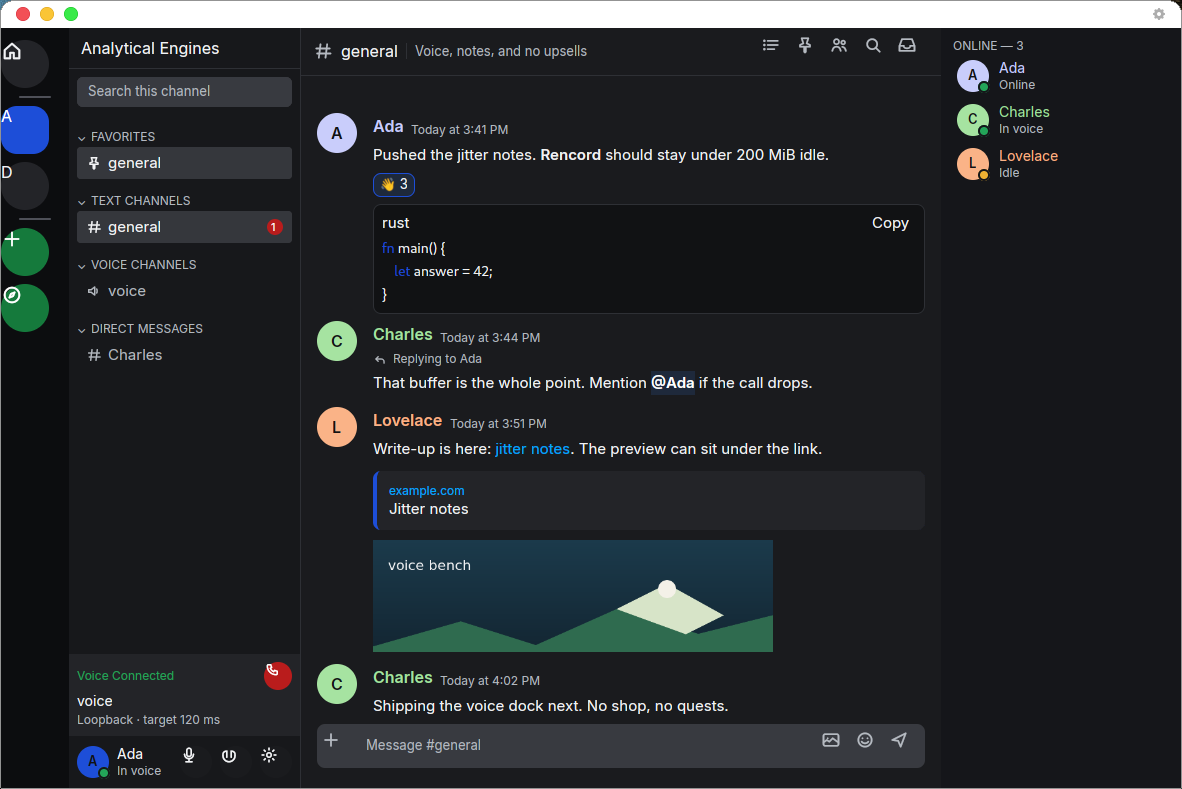 A
D
Analytical Engines
Search this channel
FAVORITES
general
TEXT CHANNELS
general
1
VOICE CHANNELS
voice
DIRECT MESSAGES
Charles
Voice Connected
voice
Loopback · target 120 ms
A
Ada
In voice
general
Voice, notes, and no upsells
A
Ada Today at 3:41 PM
Pushed the jitter notes. Rencord should stay under 200 MiB idle.
👋 3
rust
Copy
fn main() {
let answer = 42;
}
C
Charles Today at 3:44 PM
Replying to Ada
That buffer is the whole point. Mention @Ada if the call drops.
L
Lovelace Today at 3:51 PM
Write-up is here: jitter notes. The preview can sit under the link.
example.com
Jitter notes
voice bench
C
Charles Today at 4:02 PM
Shipping the voice dock next. No shop, no quests.
Message #general
ONLINE — 3
A
Ada
Online
C
Charles
In voice
L
Lovelace
Idle